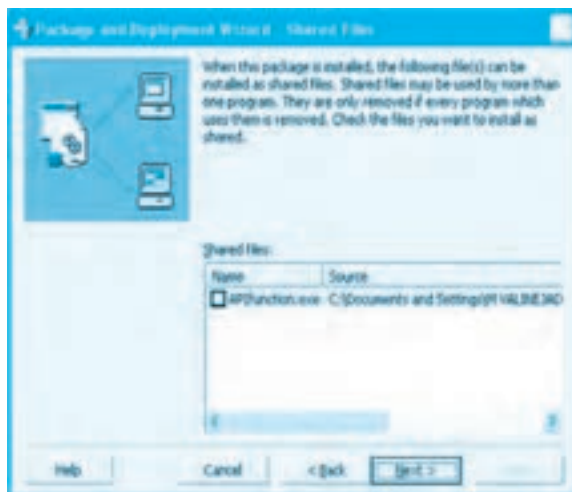 Package and Deployment Wizard - Shared Files
When this package is installed, the following file(s) can be
installed as shared files. Shared files may be used by more than
one program. They are only removed if every program which
uses them is removed. Check the files you want to install as
shared.
Shared files:
Name Source
APIfunction.exe C:\Documents and Settings\M VALINEJAD
Help Cancel < Back Next >